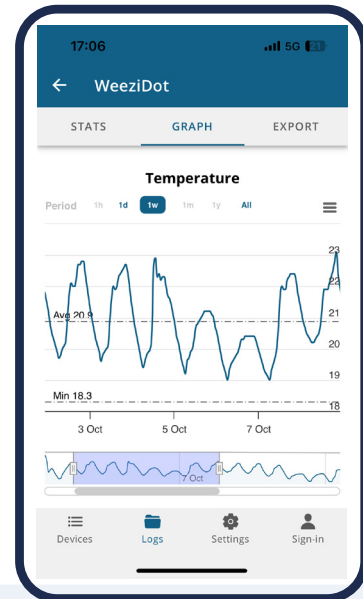 17:06 5G 21
WeeziDot
STATS GRAPH EXPORT
Temperature
Period 1h 1d 1w 1m 1y All
23
22
Avg 20.9
21
20
19
Min 18.3
18
3 Oct 5 Oct 7 Oct
7 Oct
Devices Logs Settings Sign-in